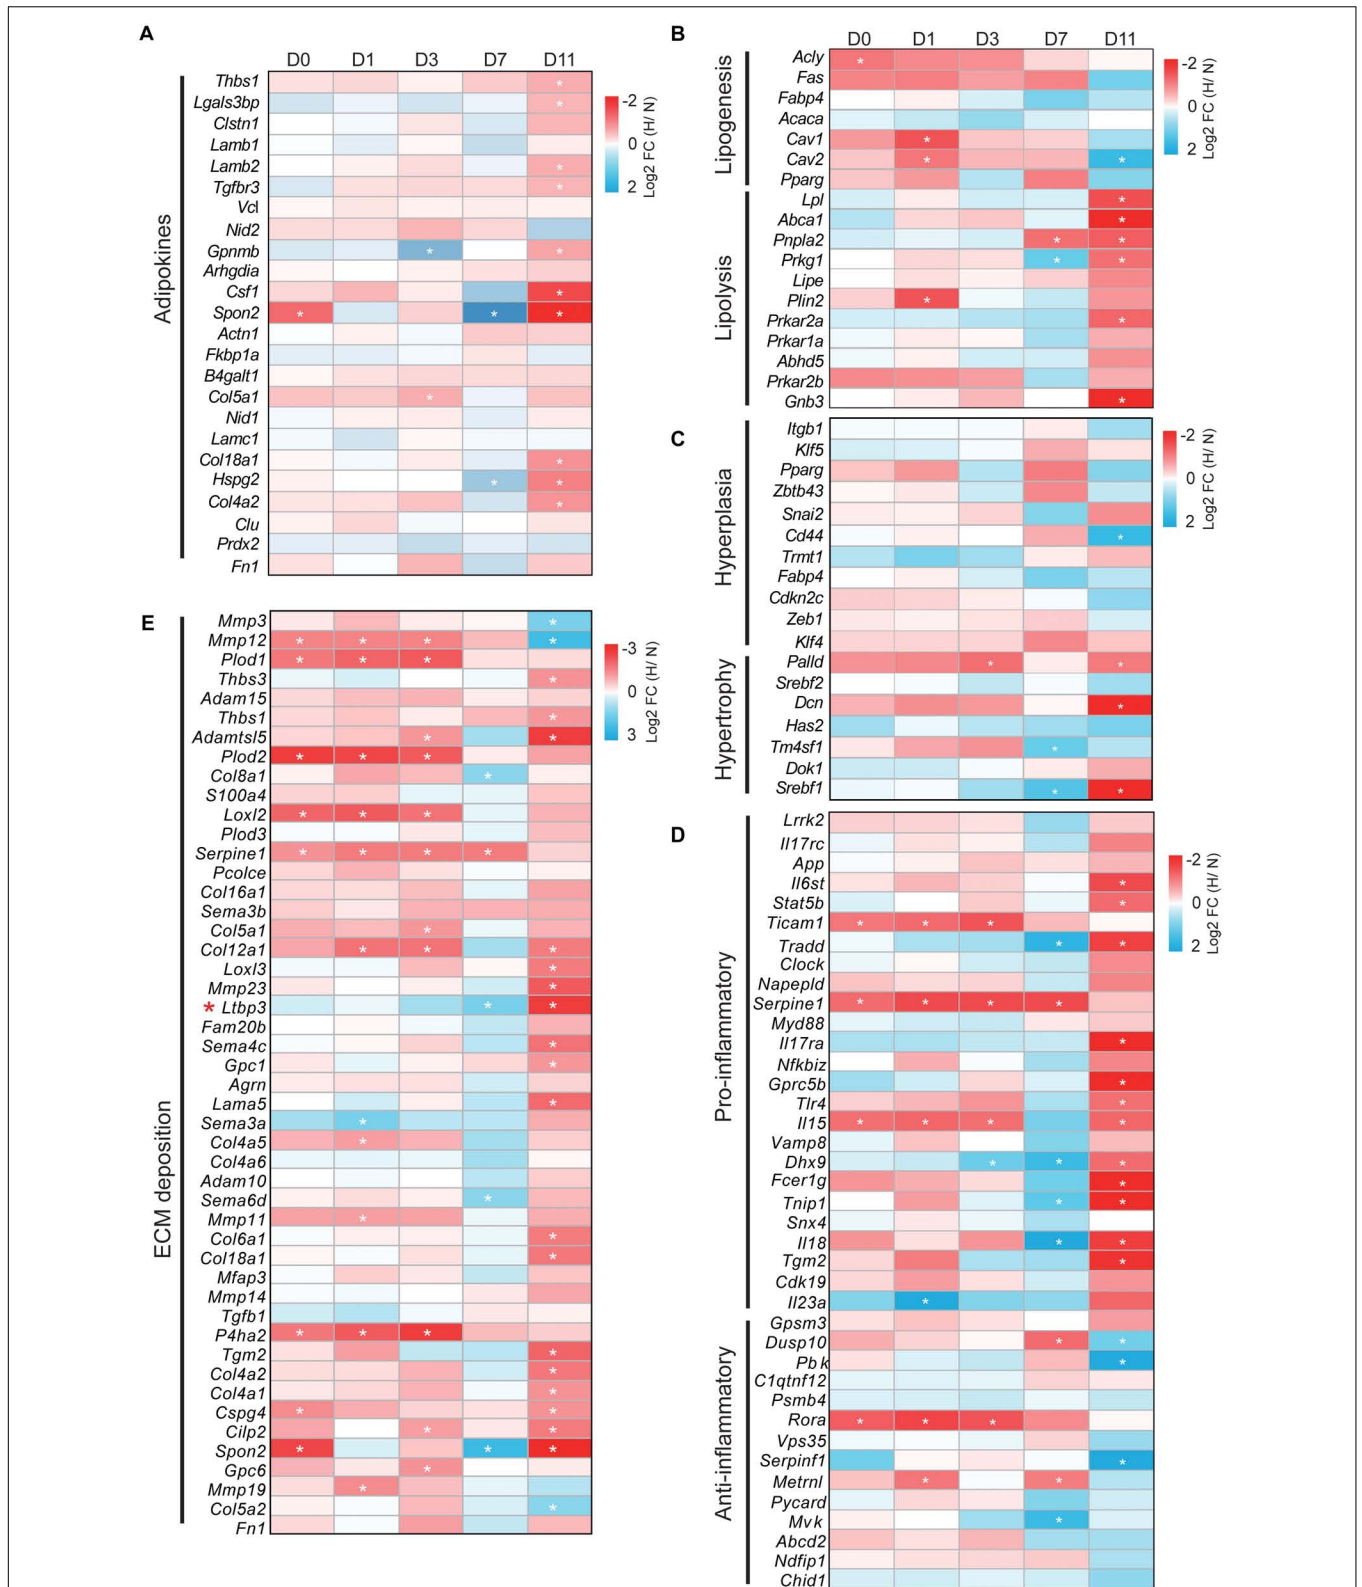 A
D0 D1 D3 D7 D11
Adipokines
Thbs1
Lgals3bp
Clstn1
Lamb1
Lamb2
Tgfbr3
Vcl
Nid2
Gpnmb
Arhgdia
Csf1
Spon2
Actn1
Fkbp1a
B4galt1
Col5a1
Nid1
Lamc1
Col18a1
Hspg2
Col4a2
Clu
Prdx2
Fn1
-2
0
2
Log2 FC (H/ N)
B
D0 D1 D3 D7 D11
Lipogenesis
Acly
Fas
Fabp4
Acaca
Cav1
Cav2
Pparg
Lipolysis
Lpl
Abca1
Pnpla2
Prkg1
Lipe
Plin2
Prkar2a
Prkar1a
Abhd5
Prkar2b
Gnb3
-2
0
2
Log2 FC (H/ N)
C
Hyperplasia
Itgb1
Klf5
Pparg
Zbtb43
Snai2
Cd44
Trmt1
Fabp4
Cdkn2c
Zeb1
Klf4
Hypertrophy
Palld
Srebf2
Dcn
Has2
Tm4sf1
Dok1
Srebf1
-2
0
2
Log2 FC (H/ N)
D
Pro-inflammatory
Lrrk2
Il17rc
App
Il6st
Stat5b
Ticam1
Tradd
Clock
Napepld
Serpine1
Myd88
Il17ra
Nfkbiz
Gprc5b
Tlr4
Il15
Vamp8
Dhx9
Fcer1g
Tnip1
Snx4
Il18
Tgm2
Cdk19
Il23a
Anti-inflammatory
Gpsm3
Dusp10
Pbk
C1qtnf12
Psmb4
Rora
Vps35
Serpinf1
Metrnl
Pycard
Mvk
Abcd2
Ndfip1
Chid1
-2
0
2
Log2 FC (H/ N)
E
ECM deposition
Mmp3
Mmp12
Plod1
Thbs3
Adam15
Thbs1
Adamtsl5
Plod2
Col8a1
S100a4
Loxl2
Plod3
Serpine1
Pcolce
Col16a1
Sema3b
Col5a1
Col12a1
Loxl3
Mmp23
* Ltbp3
Fam20b
Sema4c
Gpc1
Agrn
Lama5
Sema3a
Col4a5
Col4a6
Adam10
Sema6d
Mmp11
Col6a1
Col18a1
Mfap3
Mmp14
Tgfb1
P4ha2
Tgm2
Col4a2
Col4a1
Cspg4
Cilp2
Spon2
Gpc6
Mmp19
Col5a2
Fn1
-3
0
3
Log2 FC (H/ N)